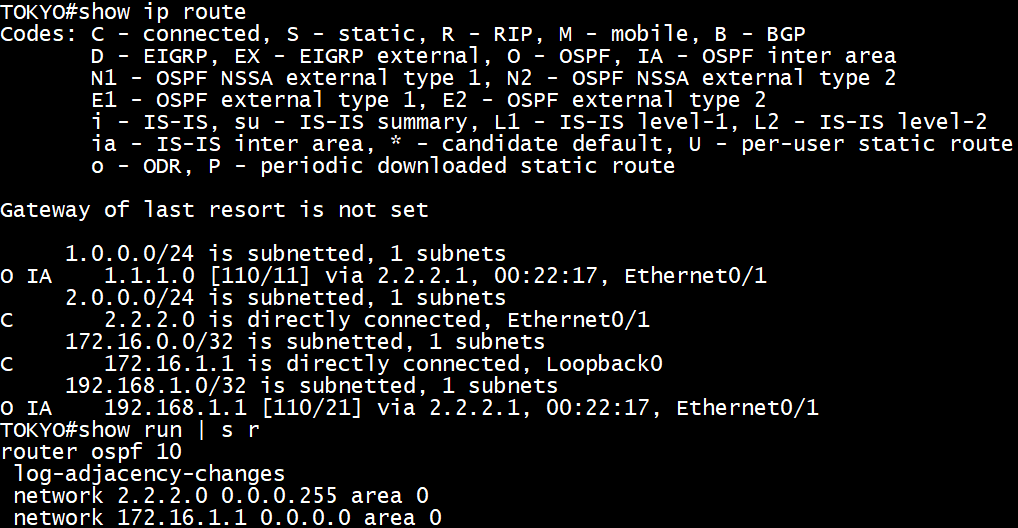 TOKYO#show ip route
Codes: C - connected, S - static, R - RIP, M - mobile, B - BGP
       D - EIGRP, EX - EIGRP external, O - OSPF, IA - OSPF inter area
       N1 - OSPF NSSA external type 1, N2 - OSPF NSSA external type 2
       E1 - OSPF external type 1, E2 - OSPF external type 2
       i - IS-IS, su - IS-IS summary, L1 - IS-IS level-1, L2 - IS-IS level-2
       ia - IS-IS inter area, * - candidate default, U - per-user static route
       o - ODR, P - periodic downloaded static route
Gateway of last resort is not set
     1.0.0.0/24 is subnetted, 1 subnets
O IA    1.1.1.0 [110/11] via 2.2.2.1, 00:22:17, Ethernet0/1
     2.0.0.0/24 is subnetted, 1 subnets
C       2.2.2.0 is directly connected, Ethernet0/1
     172.16.0.0/32 is subnetted, 1 subnets
C       172.16.1.1 is directly connected, Loopback0
     192.168.1.0/32 is subnetted, 1 subnets
O IA    192.168.1.1 [110/21] via 2.2.2.1, 00:22:17, Ethernet0/1
TOKYO#show run | s r
router ospf 10
 log-adjacency-changes
 network 2.2.2.0 0.0.0.255 area 0
 network 172.16.1.1 0.0.0.0 area 0